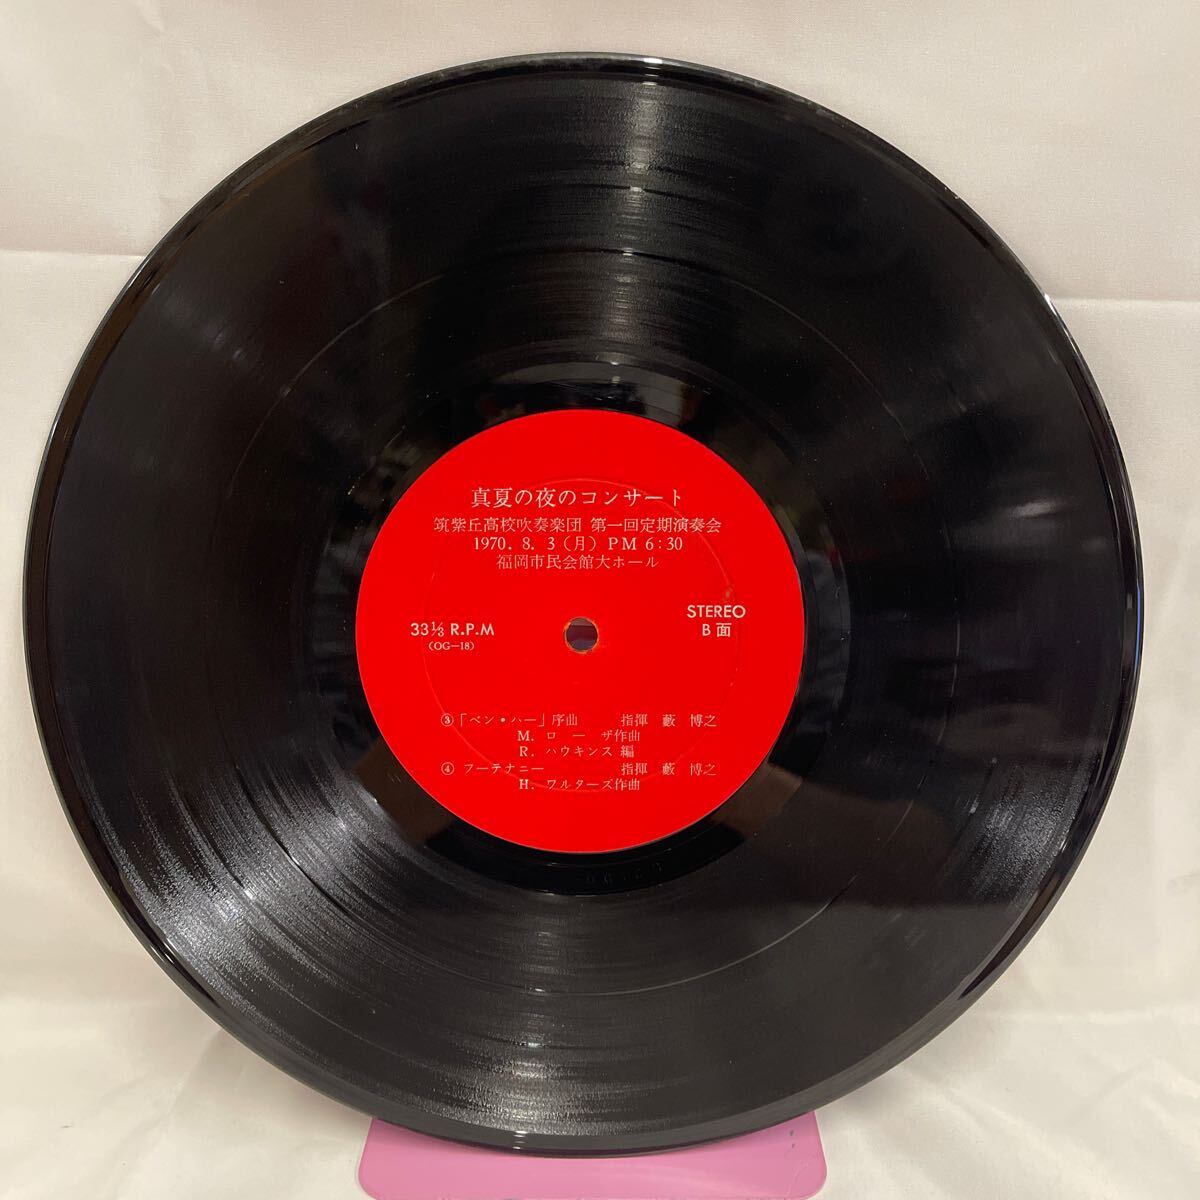 真夏の夜のコンサート
筑紫丘高校吹奏楽団 第一回定期演奏会
1970. 8. 3(月) PM 6:30
福岡市民会館大ホール
33⅓ R.P.M
(OG—18)
STEREO
B面
③「ベン・ハー」序曲 指揮 藪 博之
M. ローザ作曲
R. ハウキンス 編
④ フーテナニー 指揮 藪 博之
H. ワルターズ作曲